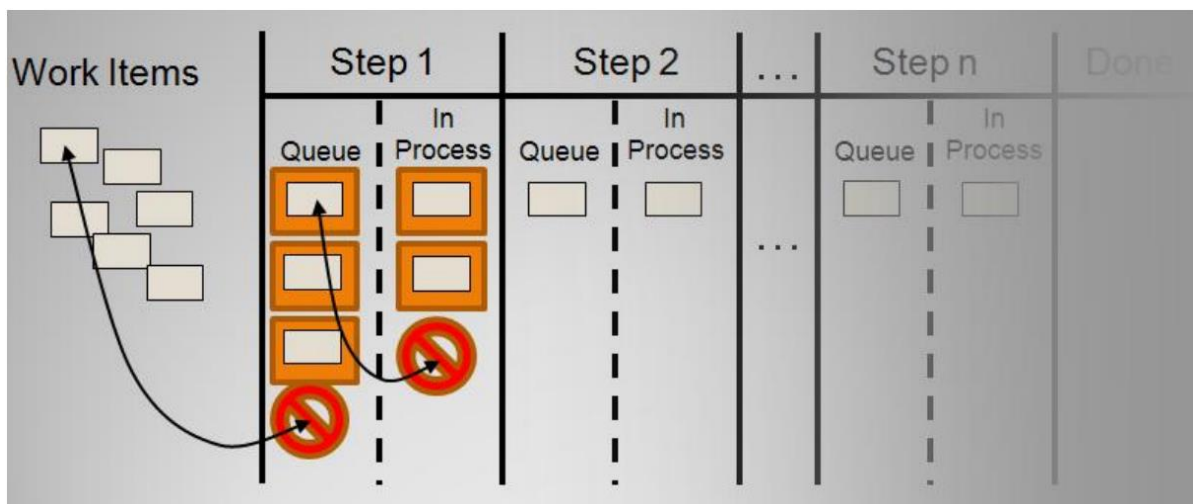 Work Items
Step 1
Step 2
...
Step n
Done
Queue
In
Process
Queue
In
Process
Queue
In
Process
...